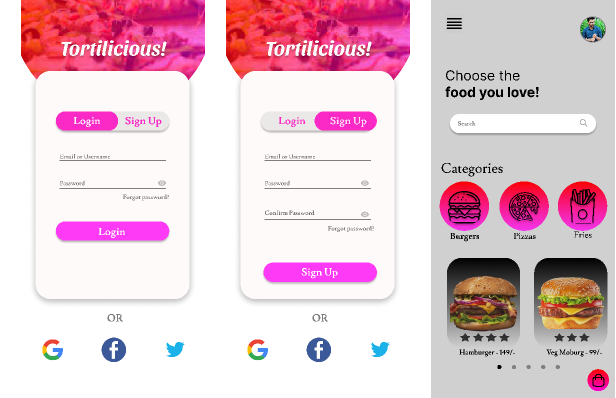 Tortilicious!
Login Sign Up
Email or Username
Password
Forgot password?
Login
OR
Tortilicious!
Login Sign Up
Email or Username
Password
Confirm Password
Forgot password?
Sign Up
OR
Choose the
food you love!
Search
Categories
Burgers Pizzas Fries
Hamburger - 149/- Veg Maburg - 99/-